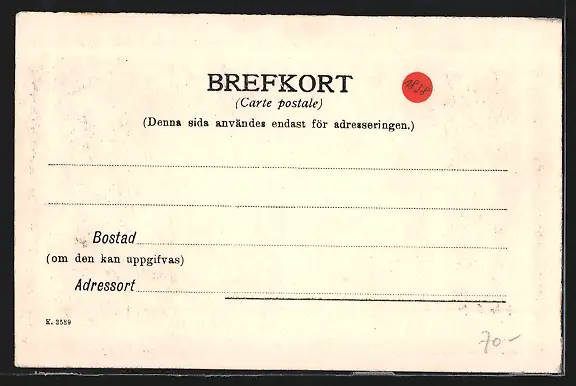 BREFKORT
(Carte postale)
(Denna sida användes endast för adresseringen.)
Bostad
(om den kan uppgifvas)
Adressort
K. 3559
70-